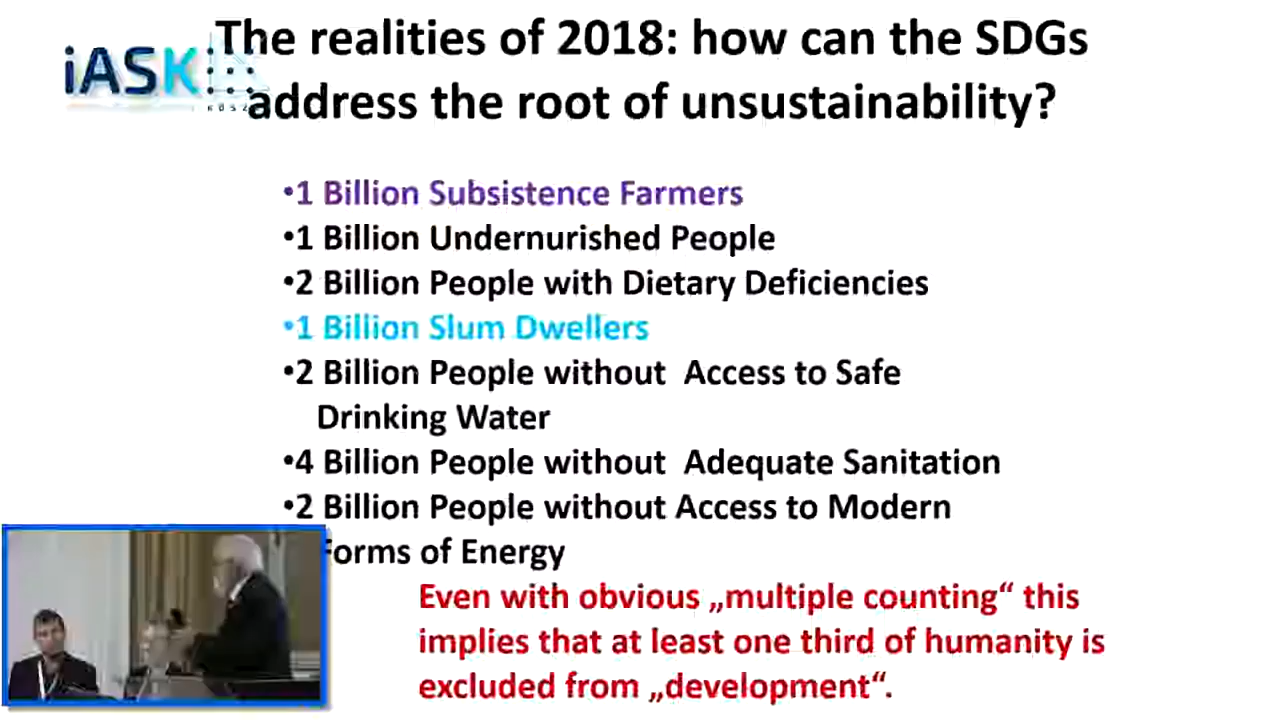 The realities of 2018: how can the SDGs
iASK
address the root of unsustainability?
•1 Billion Subsistence Farmers
•1 Billion Undernurished People
•2 Billion People with Dietary Deficiencies
•1 Billion Slum Dwellers
•2 Billion People without Access to Safe
Drinking Water
•4 Billion People without Adequate Sanitation
•2 Billion People without Access to Modern
Forms of Energy
Even with obvious „multiple counting“ this
implies that at least one third of humanity is
excluded from „development“.